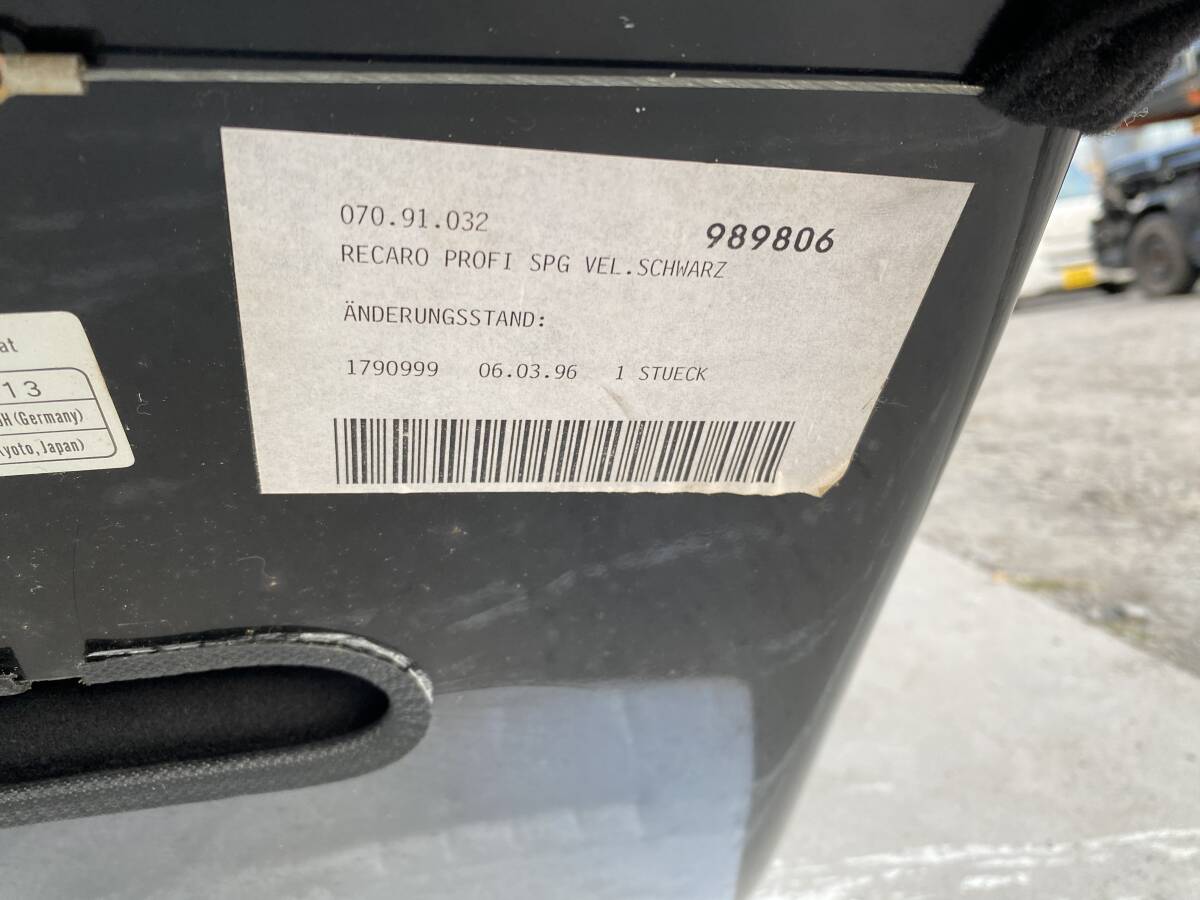 070.91.032
989806
RECARO PROFI SPG VEL.SCHWARZ
ÄNDERUNGSSTAND:
1790999 06.03.96 1 STUECK
13
(Germany)
Japan)